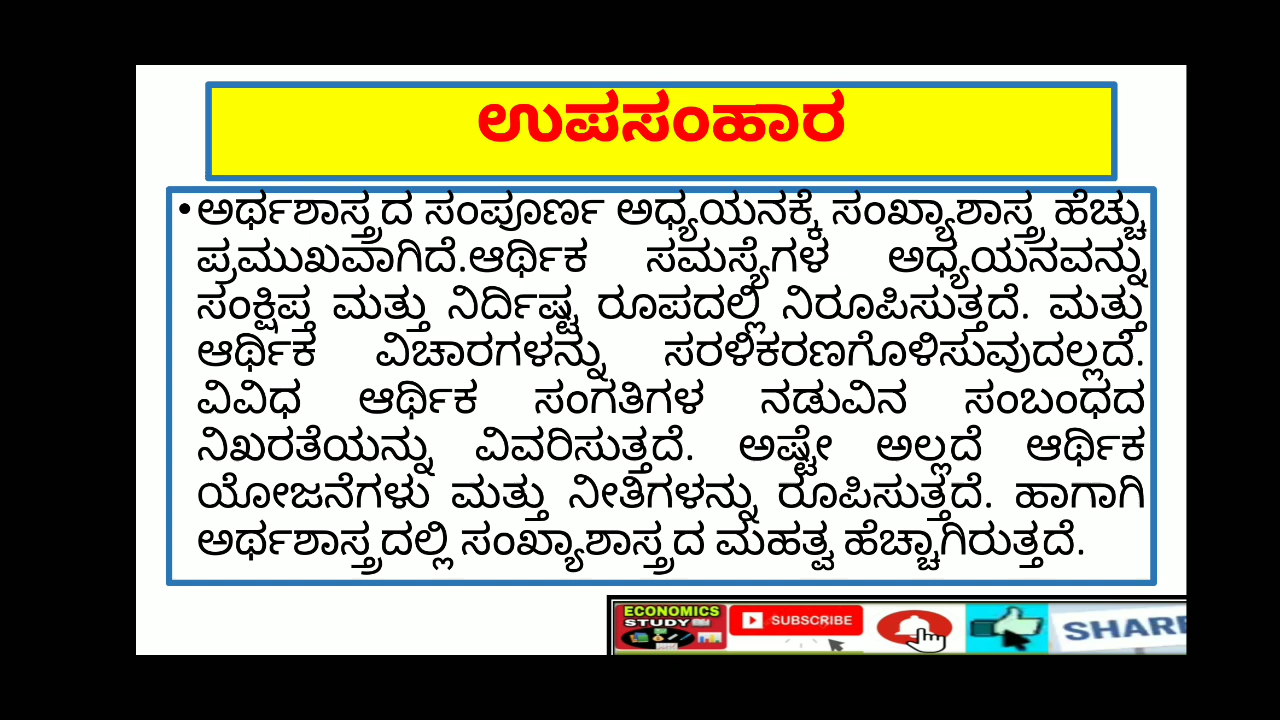 ಉಪಸಂಹಾರ
•ಅರ್ಥಶಾಸ್ತ್ರದ ಸಂಪೂರ್ಣ ಅಧ್ಯಯನಕ್ಕೆ ಸಂಖ್ಯಾಶಾಸ್ತ್ರ ಹೆಚ್ಚು
ಪ್ರಮುಖವಾಗಿದೆ.ಆರ್ಥಿಕ ಸಮಸ್ಯೆಗಳ ಅಧ್ಯಯನವನ್ನು
ಸಂಕ್ಷಿಪ್ತ ಮತ್ತು ನಿರ್ದಿಷ್ಟ ರೂಪದಲ್ಲಿ ನಿರೂಪಿಸುತ್ತದೆ. ಮತ್ತು
ಆರ್ಥಿಕ ವಿಚಾರಗಳನ್ನು ಸರಳಿಕರಣಗೊಳಿಸುವುದಲ್ಲದೆ.
ವಿವಿಧ ಆರ್ಥಿಕ ಸಂಗತಿಗಳ ನಡುವಿನ ಸಂಬಂಧದ
ನಿಖರತೆಯನ್ನು ವಿವರಿಸುತ್ತದೆ. ಅಷ್ಟೇ ಅಲ್ಲದೆ ಆರ್ಥಿಕ
ಯೋಜನೆಗಳು ಮತ್ತು ನೀತಿಗಳನ್ನು ರೂಪಿಸುತ್ತದೆ. ಹಾಗಾಗಿ
ಅರ್ಥಶಾಸ್ತ್ರದಲ್ಲಿ ಸಂಖ್ಯಾಶಾಸ್ತ್ರದ ಮಹತ್ವ ಹೆಚ್ಚಾಗಿರುತ್ತದೆ.
ECONOMICS
STUDY
SUBSCRIBE
SHARE